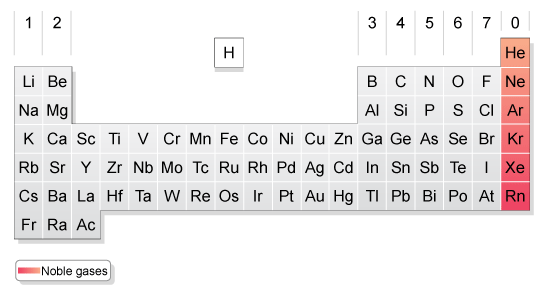 1 2 3 4 5 6 7 0
H He
Li Be B C N O F Ne
Na Mg Al Si P S Cl Ar
K Ca Sc Ti V Cr Mn Fe Co Ni Cu Zn Ga Ge As Se Br Kr
Rb Sr Y Zr Nb Mo Tc Ru Rh Pd Ag Cd In Sn Sb Te I Xe
Cs Ba La Hf Ta W Re Os Ir Pt Au Hg Tl Pb Bi Po At Rn
Fr Ra Ac
Noble gases